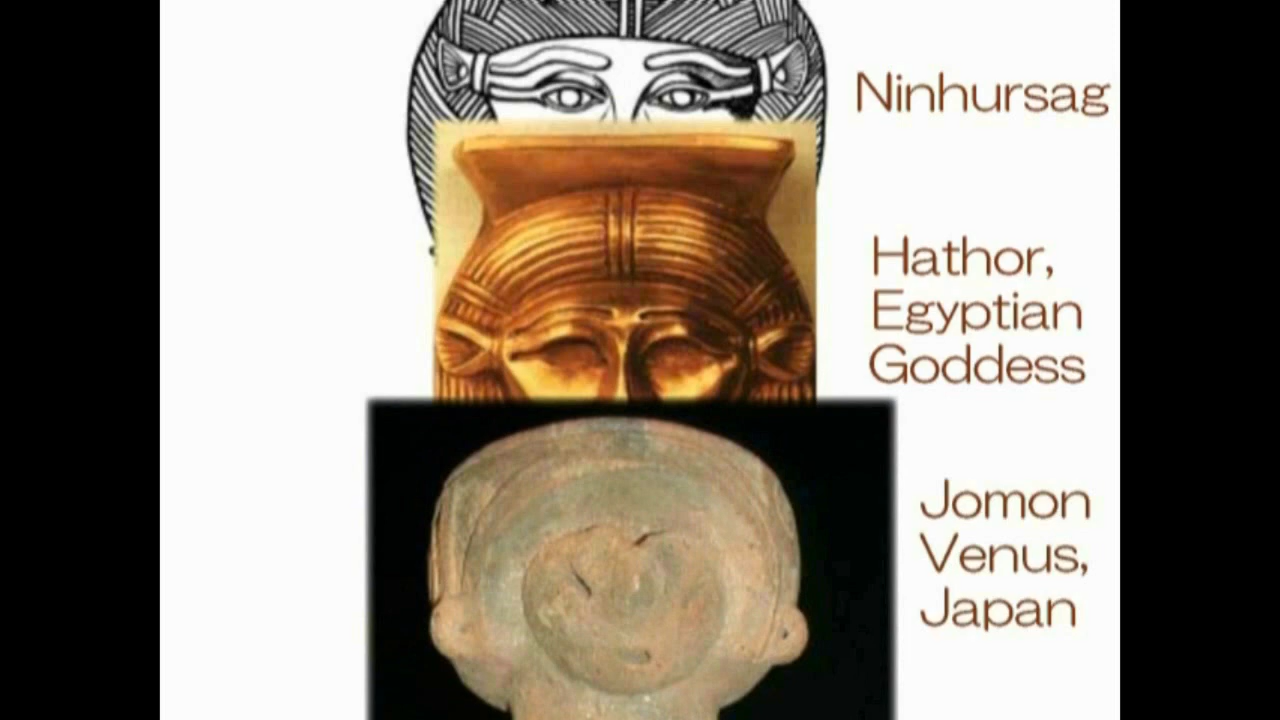 Ninhursag
Hathor,
Egyptian
Goddess
Jomon
Venus,
Japan